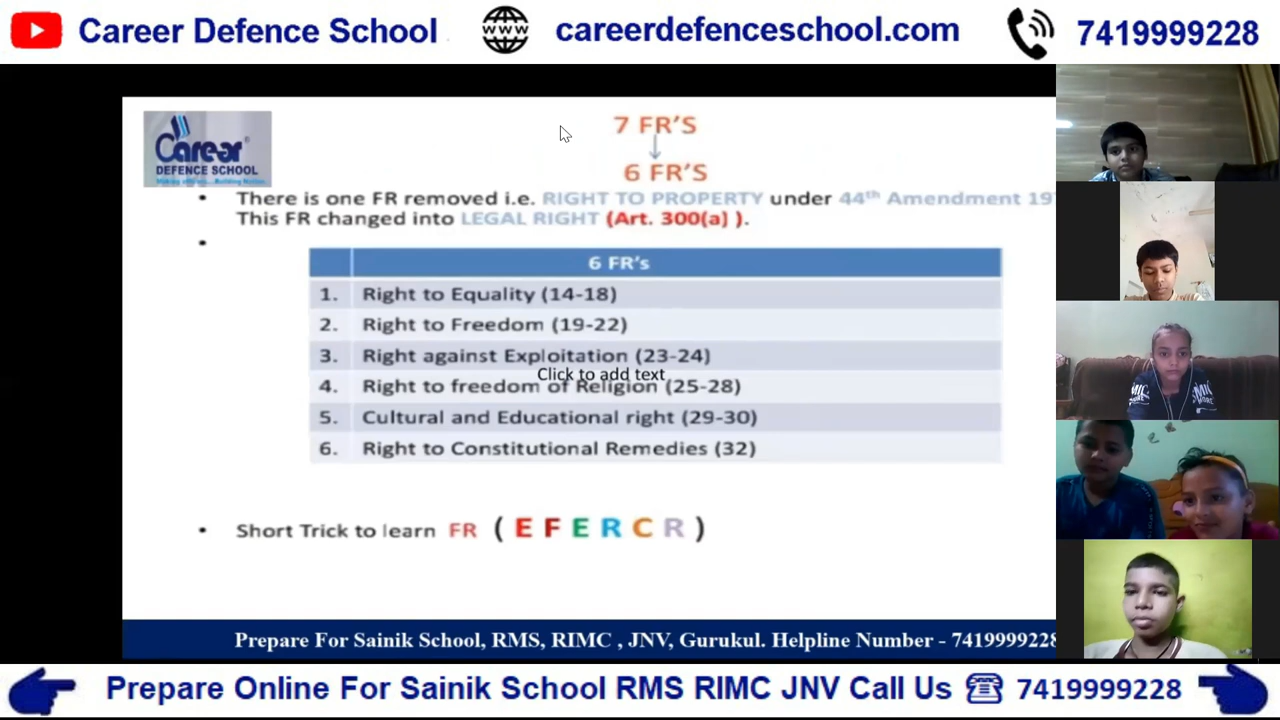 Career Defence School
careerdefenceschool.com
7419999228
Career
DEFENCE SCHOOL
7 FR'S
6 FR'S
• There is one FR removed i.e. RIGHT TO PROPERTY under 44th Amendment 19
This FR changed into LEGAL RIGHT (Art. 300(a) ).
•
6 FR's
1. Right to Equality (14-18)
2. Right to Freedom (19-22)
3. Right against Exploitation (23-24)
Click to add text
4. Right to freedom of Religion (25-28)
5. Cultural and Educational right (29-30)
6. Right to Constitutional Remedies (32)
• Short Trick to learn FR ( E F E R C R )
Prepare For Sainik School, RMS, RIMC , JNV, Gurukul. Helpline Number - 7419999228
Prepare Online For Sainik School RMS RIMC JNV Call Us 7419999228